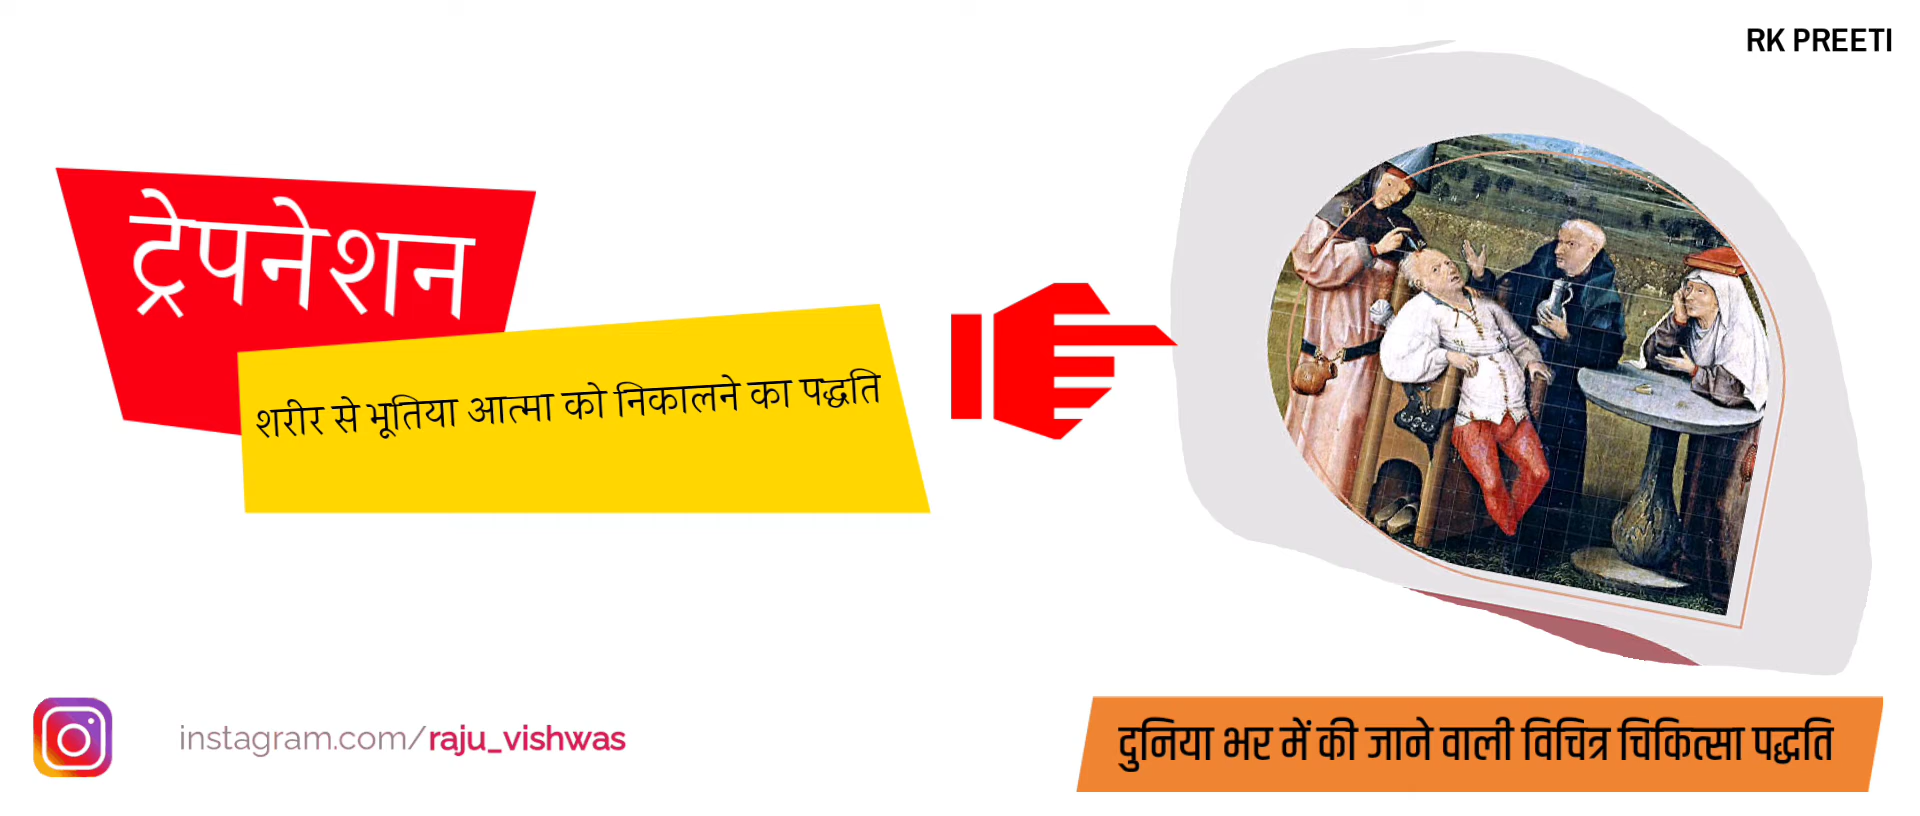 RK PREETI
ट्रेपनेशन
शरीर से भूतिया आत्मा को निकालने का पद्धति
instagram.com/raju_vishwas
दुनिया भर में की जाने वाली विचित्र चिकित्सा पद्धति